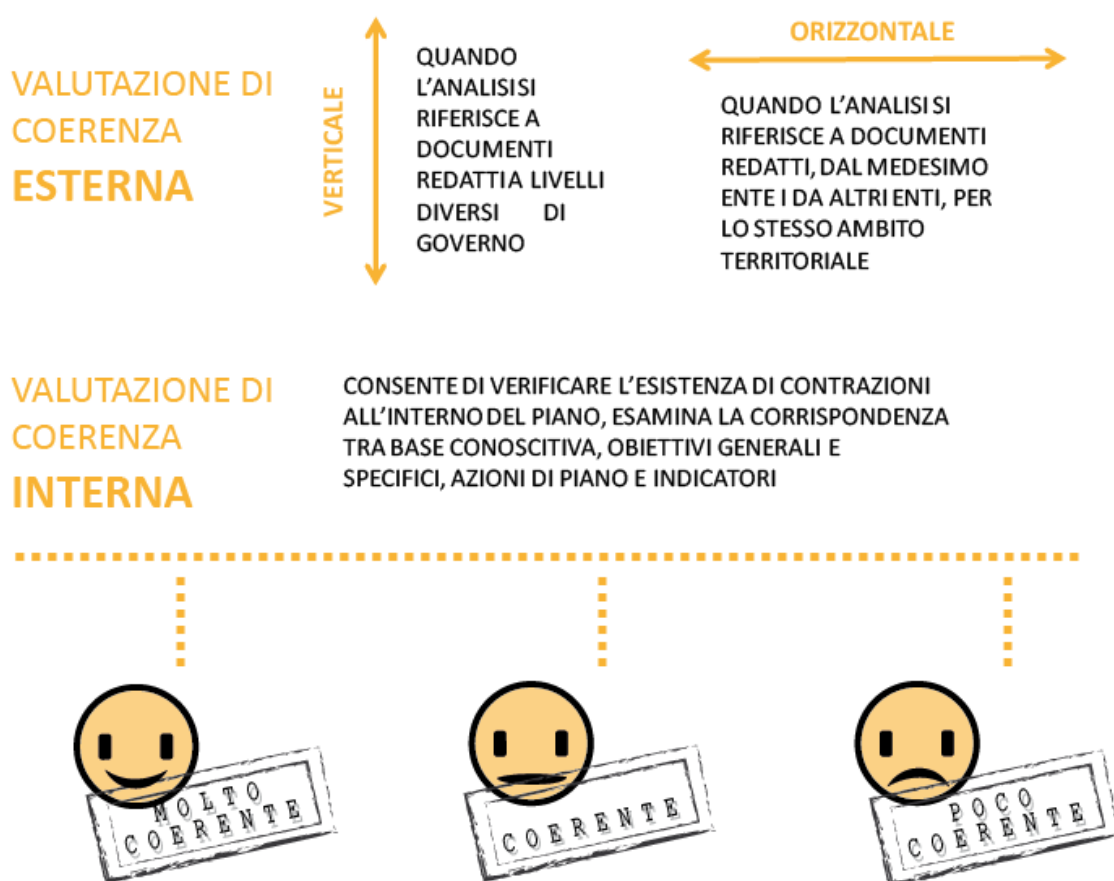 VALUTAZIONE DI
COERENZA
ESTERNA
VERTICALE
QUANDO
L'ANALISI SI
RIFERISCE A
DOCUMENTI
REDATTI A LIVELLI
DIVERSI DI
GOVERNO
ORIZZONTALE
QUANDO L'ANALISI SI
RIFERISCE A DOCUMENTI
REDATTI, DAL MEDESIMO
ENTE I DA ALTRI ENTI, PER
LO STESSO AMBITO
TERRITORIALE
VALUTAZIONE DI
COERENZA
INTERNA
CONSENTE DI VERIFICARE L'ESISTENZA DI CONTRAZIONI
ALL'INTERNO DEL PIANO, ESAMINA LA CORRISPONDENZA
TRA BASE CONOSCITIVA, OBIETTIVI GENERALI E
SPECIFICI, AZIONI DI PIANO E INDICATORI
MOLTO
COERENTE
COERENTE
POCO
COERENTE